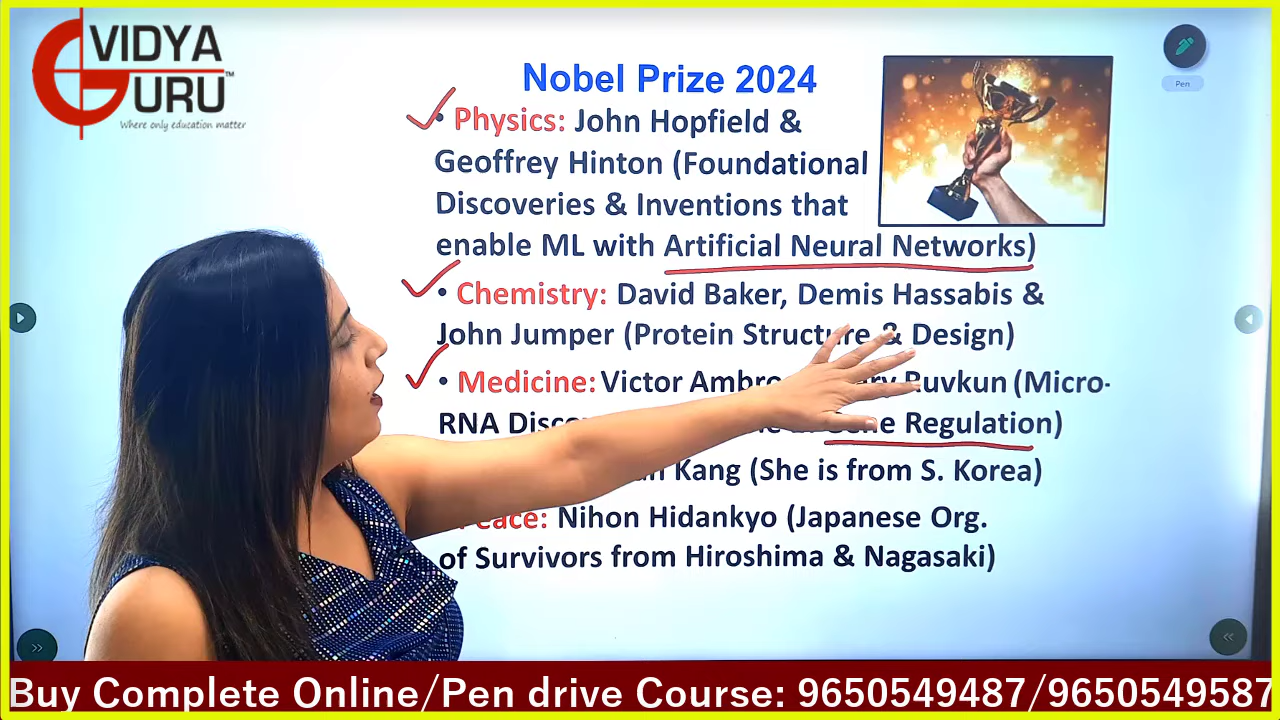 VIDYA
GURU™
Where only education matter
Nobel Prize 2024
Pen
• Physics: John Hopfield &
Geoffrey Hinton (Foundational
Discoveries & Inventions that
enable ML with Artificial Neural Networks)
• Chemistry: David Baker, Demis Hassabis &
John Jumper (Protein Structure & Design)
• Medicine: Victor Ruvkun (Micro-
RNA Regulation)
Kang (She is from S. Korea)
Peace: Nihon Hidankyo (Japanese Org.
of Survivors from Hiroshima & Nagasaki)
Buy Complete Online/Pen drive Course: 9650549487/9650549587